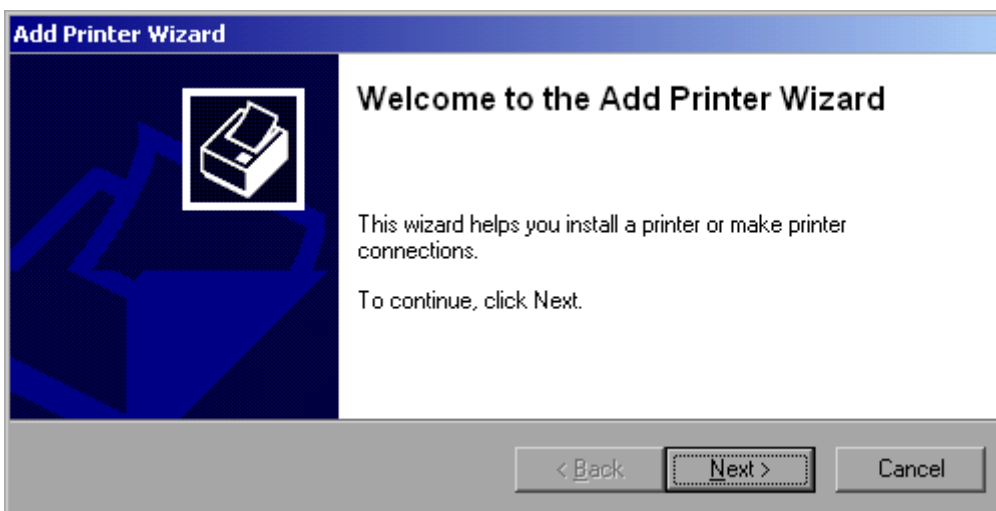 Add Printer Wizard
Welcome to the Add Printer Wizard
This wizard helps you install a printer or make printer
connections.
To continue, click Next.
< Back
Next >
Cancel